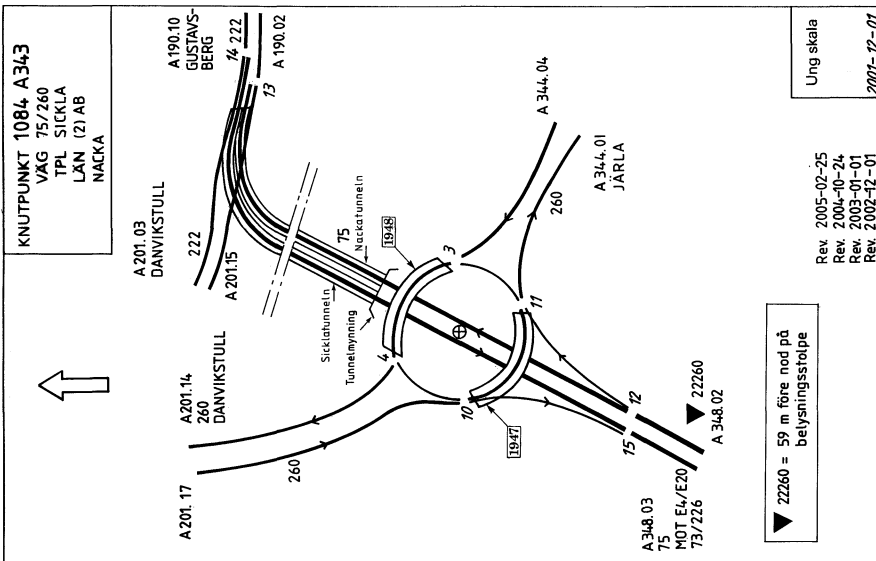 KNUTPUNKT 1084 A343
VÄG 75/260
TPL SICKLA
LÄN (2) AB
NACKA
A 201.03
DANVIKSTULL
222
A 201.15
A 190.10
GUSTAVS-
BERG
14 222
13
A 190.02
A 201.14
260
DANVIKSTULL
A 201.17
260
Sicklatunneln
Tunnelmynning
75
Nackatunneln
1948
3
4
A 344.04
A 344.01
JÄRLA
260
11
10
1947
12
15
22260
A 348.02
A 348.03
75
MOT E4/E20
73/226
22260 = 59 m före nod på
belysningsstolpe
Rev. 2005-02-25
Rev. 2004-10-24
Rev. 2003-01-01
Rev. 2002-12-01
Ung skala
2001-12-01